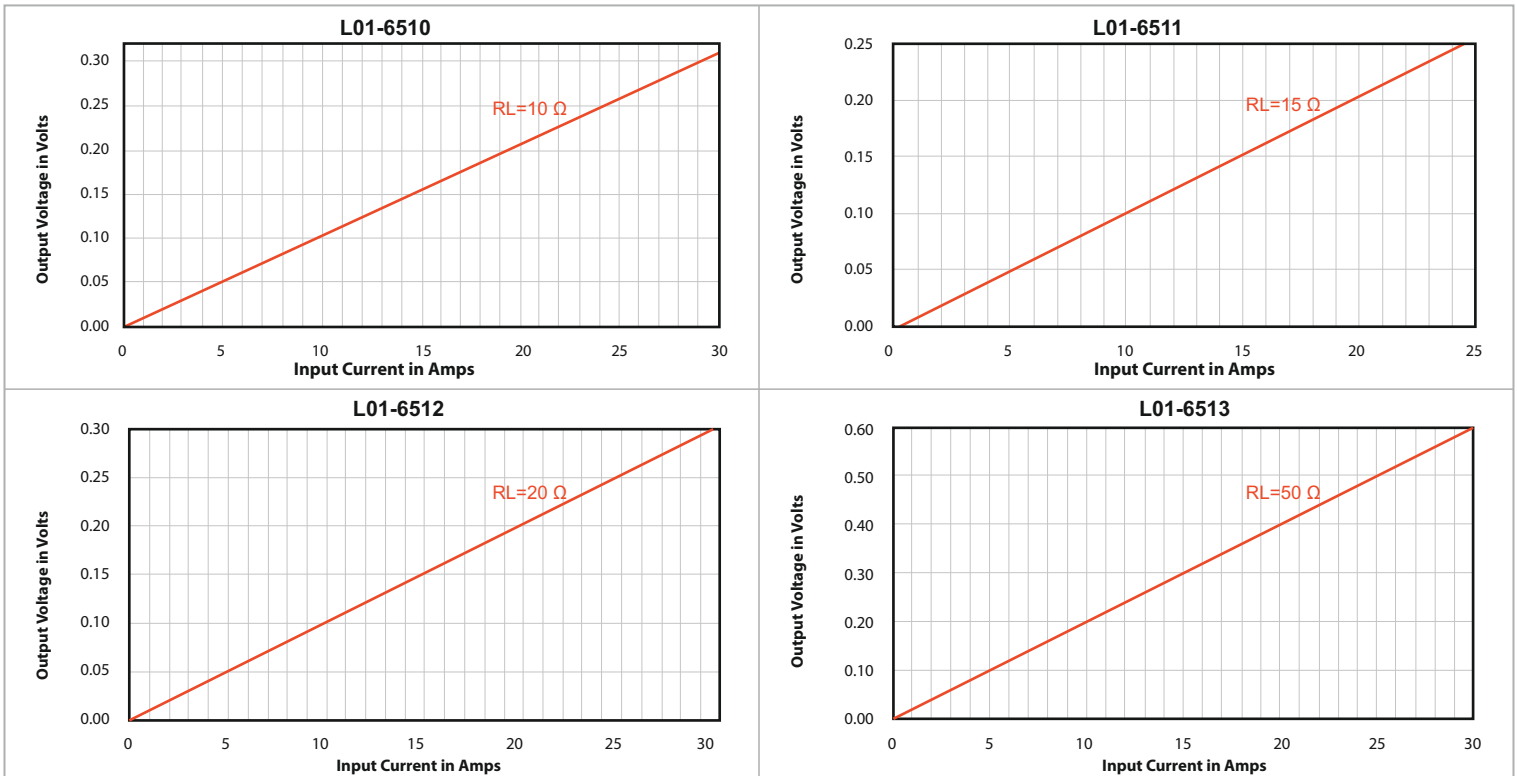 L01-6510
Output Voltage in Volts
0.30
0.25
0.20
0.15
0.10
0.05
0.00
RL=10 Ω
0 5 10 15 20 25 30
Input Current in Amps
L01-6511
Output Voltage in Volts
0.25
0.20
0.15
0.10
0.05
0.00
RL=15 Ω
0 5 10 15 20 25
Input Current in Amps
L01-6512
Output Voltage in Volts
0.30
0.25
0.20
0.15
0.10
0.05
0.00
RL=20 Ω
0 5 10 15 20 25 30
Input Current in Amps
L01-6513
Output Voltage in Volts
0.60
0.50
0.40
0.30
0.20
0.10
0.00
RL=50 Ω
0 5 10 15 20 25 30
Input Current in Amps